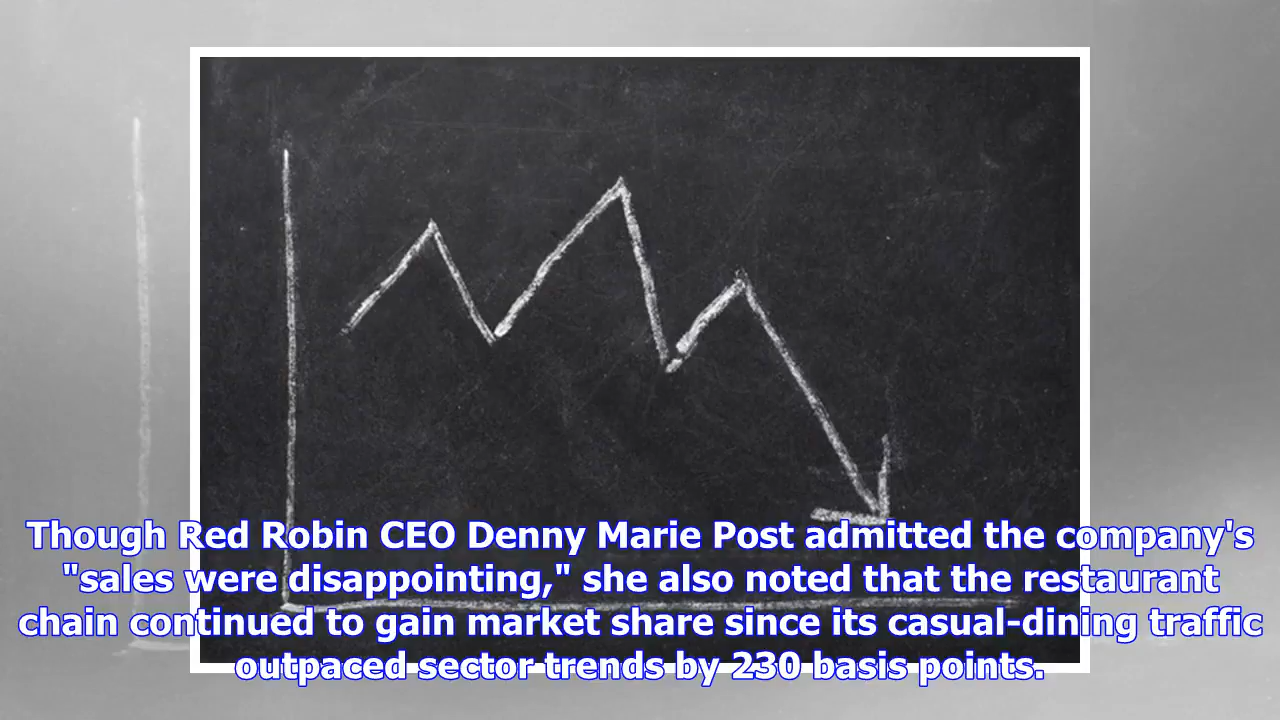 Though Red Robin CEO Denny Marie Post admitted the company's
"sales were disappointing," she also noted that the restaurant
chain continued to gain market share since its casual-dining traffic
outpaced sector trends by 230 basis points.